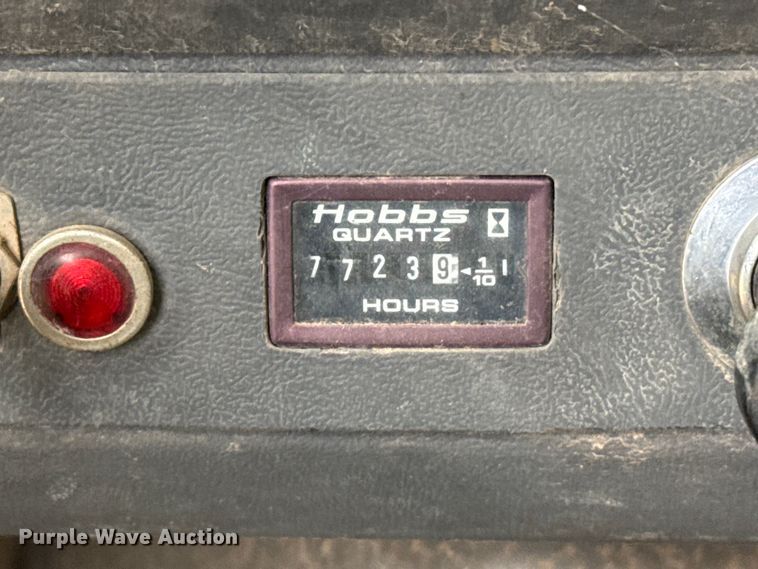 Hobbs
QUARTZ
7 7 2 3 9 ◄ 1/10
HOURS
Purple Wave Auction